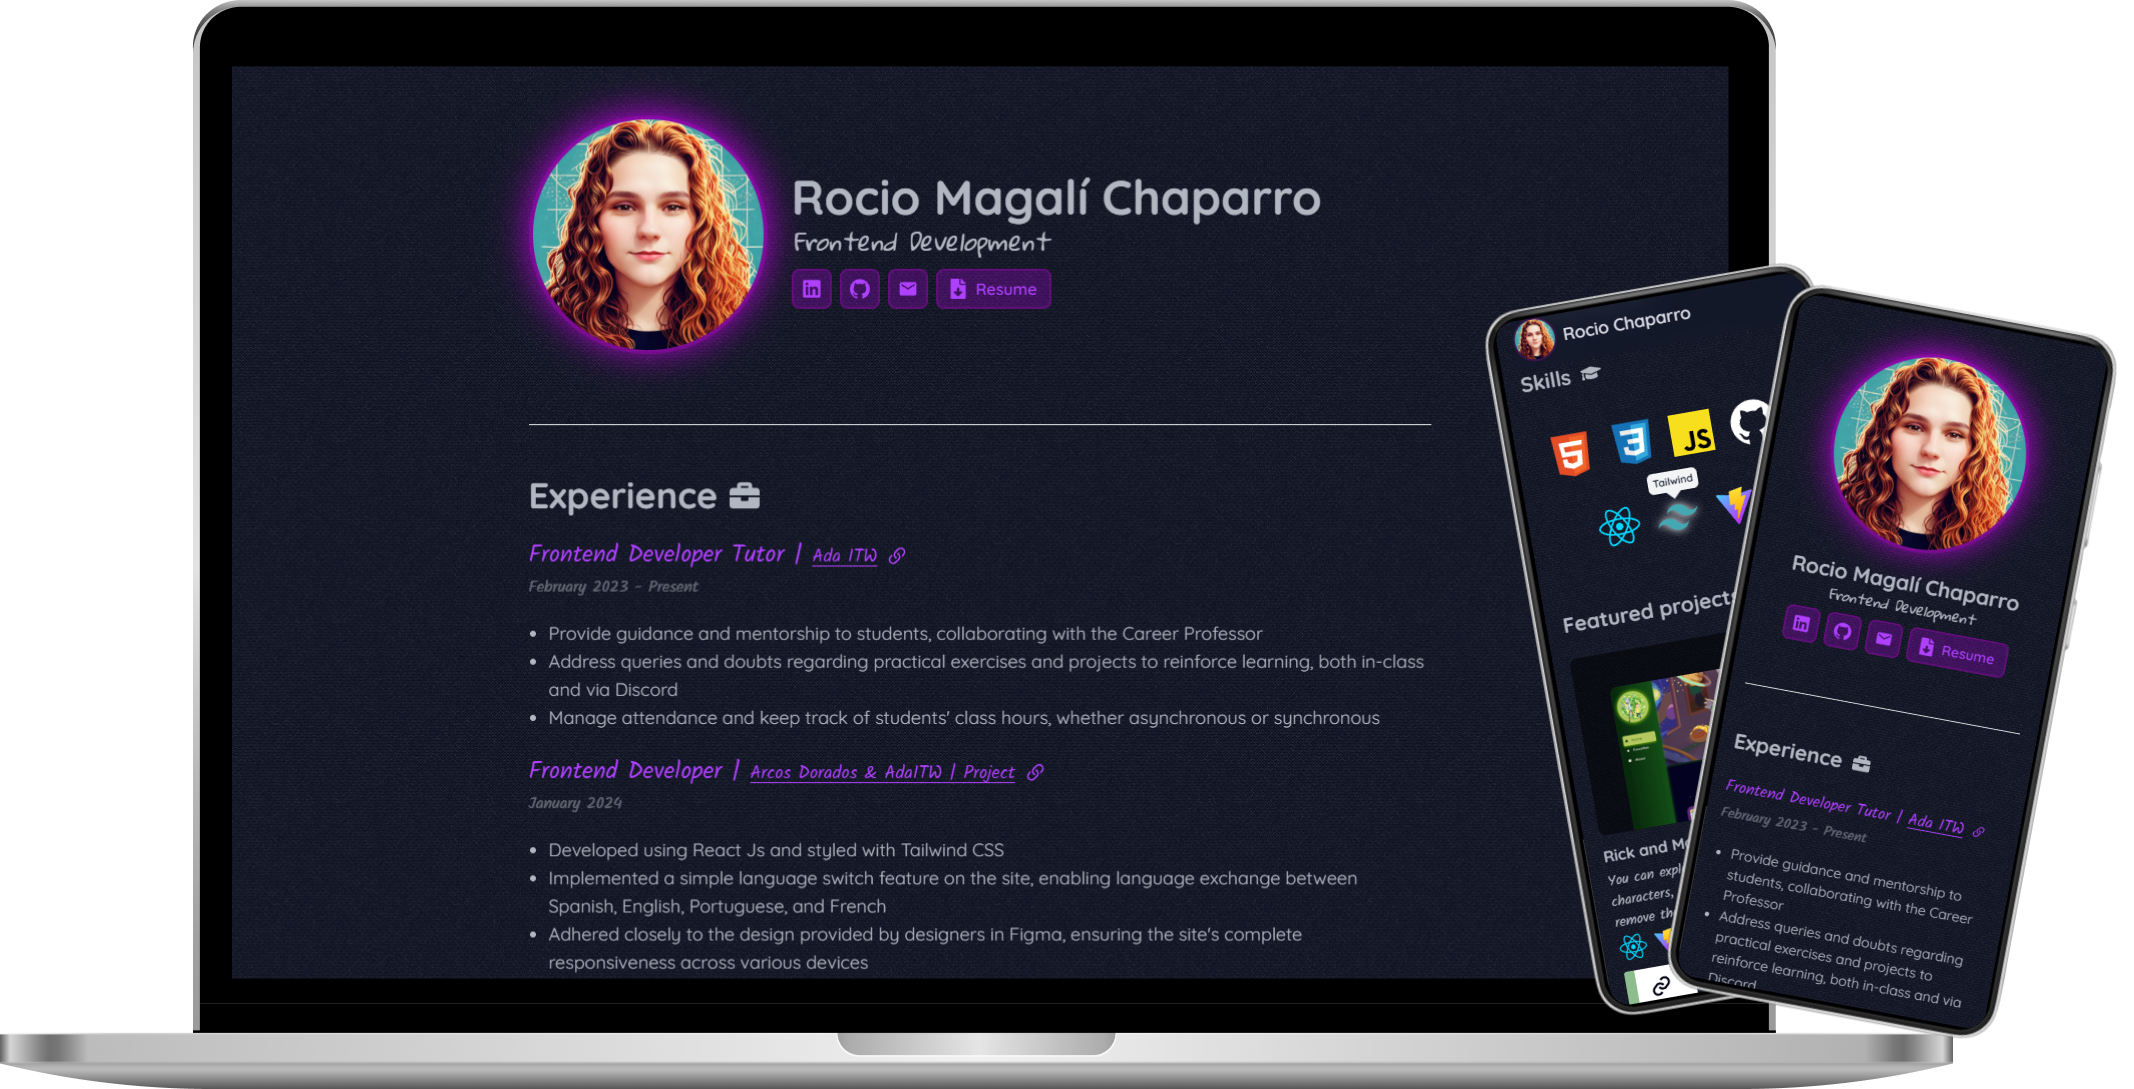 Rocio Magalí Chaparro
Frontend Development
Resume
Experience
Frontend Developer Tutor | Ada ITW
February 2023 - Present
• Provide guidance and mentorship to students, collaborating with the Career Professor
• Address queries and doubts regarding practical exercises and projects to reinforce learning, both in-class
and via Discord
• Manage attendance and keep track of students' class hours, whether asynchronous or synchronous
Frontend Developer | Arcos Dorados & AdaITW | Project
January 2024
• Developed using React Js and styled with Tailwind CSS
• Implemented a simple language switch feature on the site, enabling language exchange between
Spanish, English, Portuguese, and French
• Adhered closely to the design provided by designers in Figma, ensuring the site's complete
responsiveness across various devices
Rocio Chaparro
Skills
JS
Tailwind
Featured projects
Rick and
You can
characters,
remove
Rocio Magalí Chaparro
Frontend Development
Resume
Experience
Frontend Developer Tutor | Ada ITW
February 2023 - Present
• Provide guidance and mentorship to
students, collaborating with the Career
Professor
• Address queries and doubts regarding
practical exercises and projects to
reinforce learning, both in-class and via
Discord